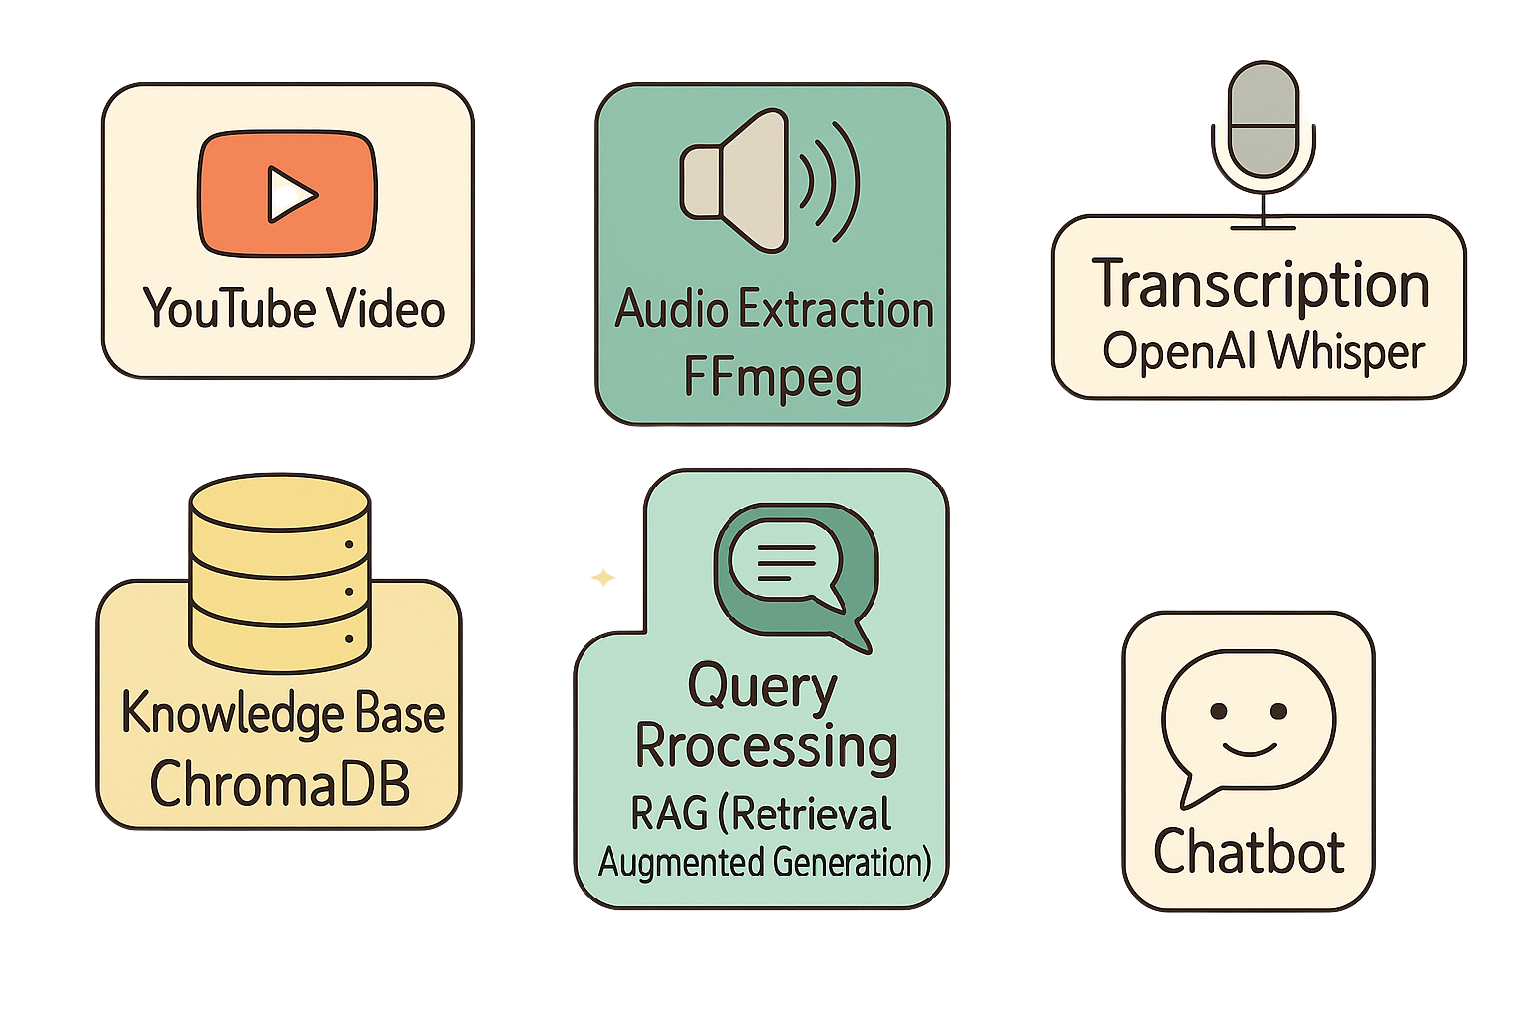 YouTube Video
Audio Extraction
FFmpeg
Transcription
OpenAI Whisper
Knowledge Base
ChromaDB
Query
Rrocessing
RAG (Retrieval
Augmented Generation)
Chatbot